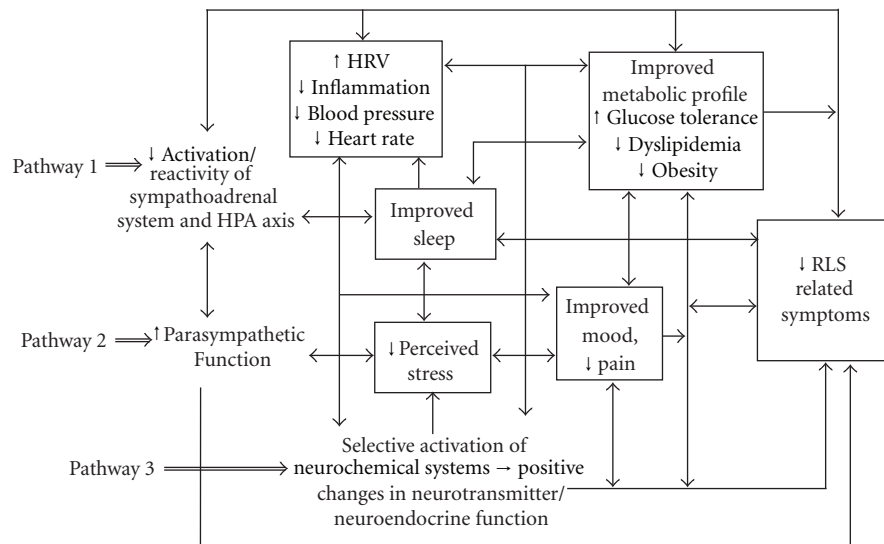 ↑ HRV
↓ Inflammation
↓ Blood pressure
↓ Heart rate
Improved
metabolic profile
↑ Glucose tolerance
↓ Dyslipidemia
↓ Obesity
Pathway 1
↓ Activation/
reactivity of
sympathoadrenal
system and HPA axis
Improved
sleep
↓ RLS
related
symptoms
Pathway 2
↑ Parasympathetic
Function
↓ Perceived
stress
Improved
mood,
↓ pain
Pathway 3
Selective activation of
neurochemical systems → positive
changes in neurotransmitter/
neuroendocrine function